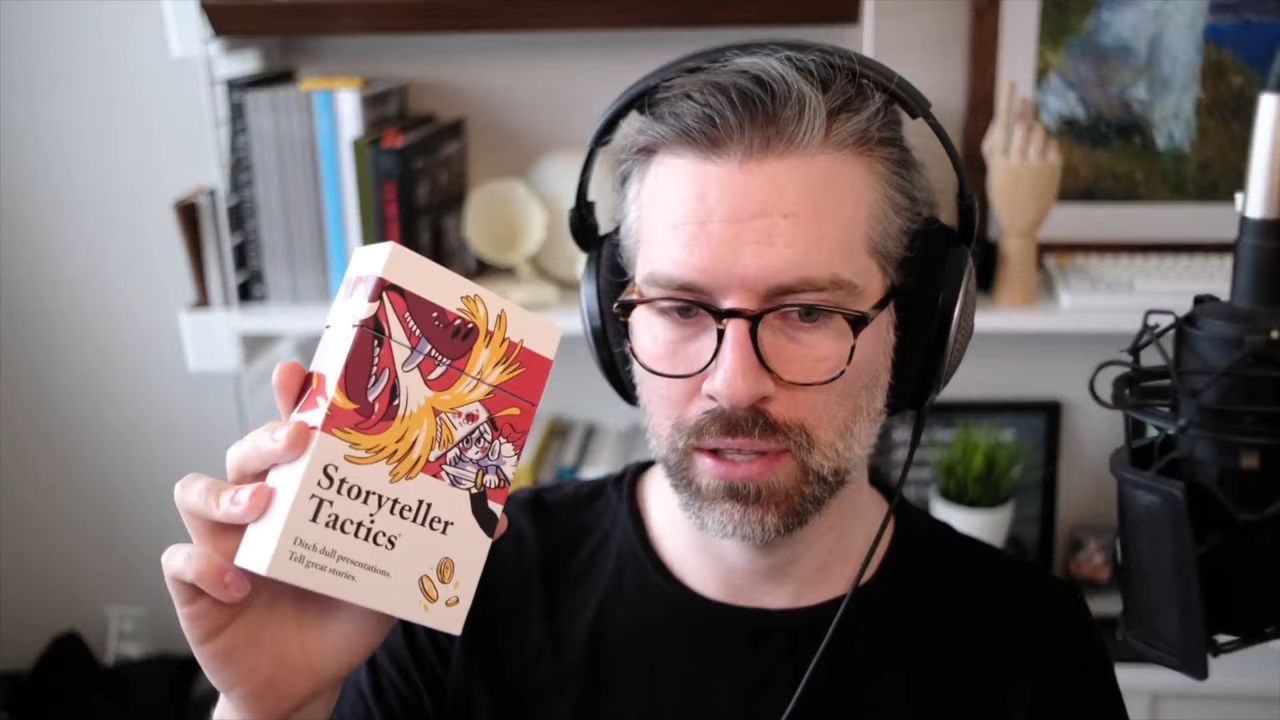 Storyteller
Tactics
Ditch dull presentations.
Tell great stories.